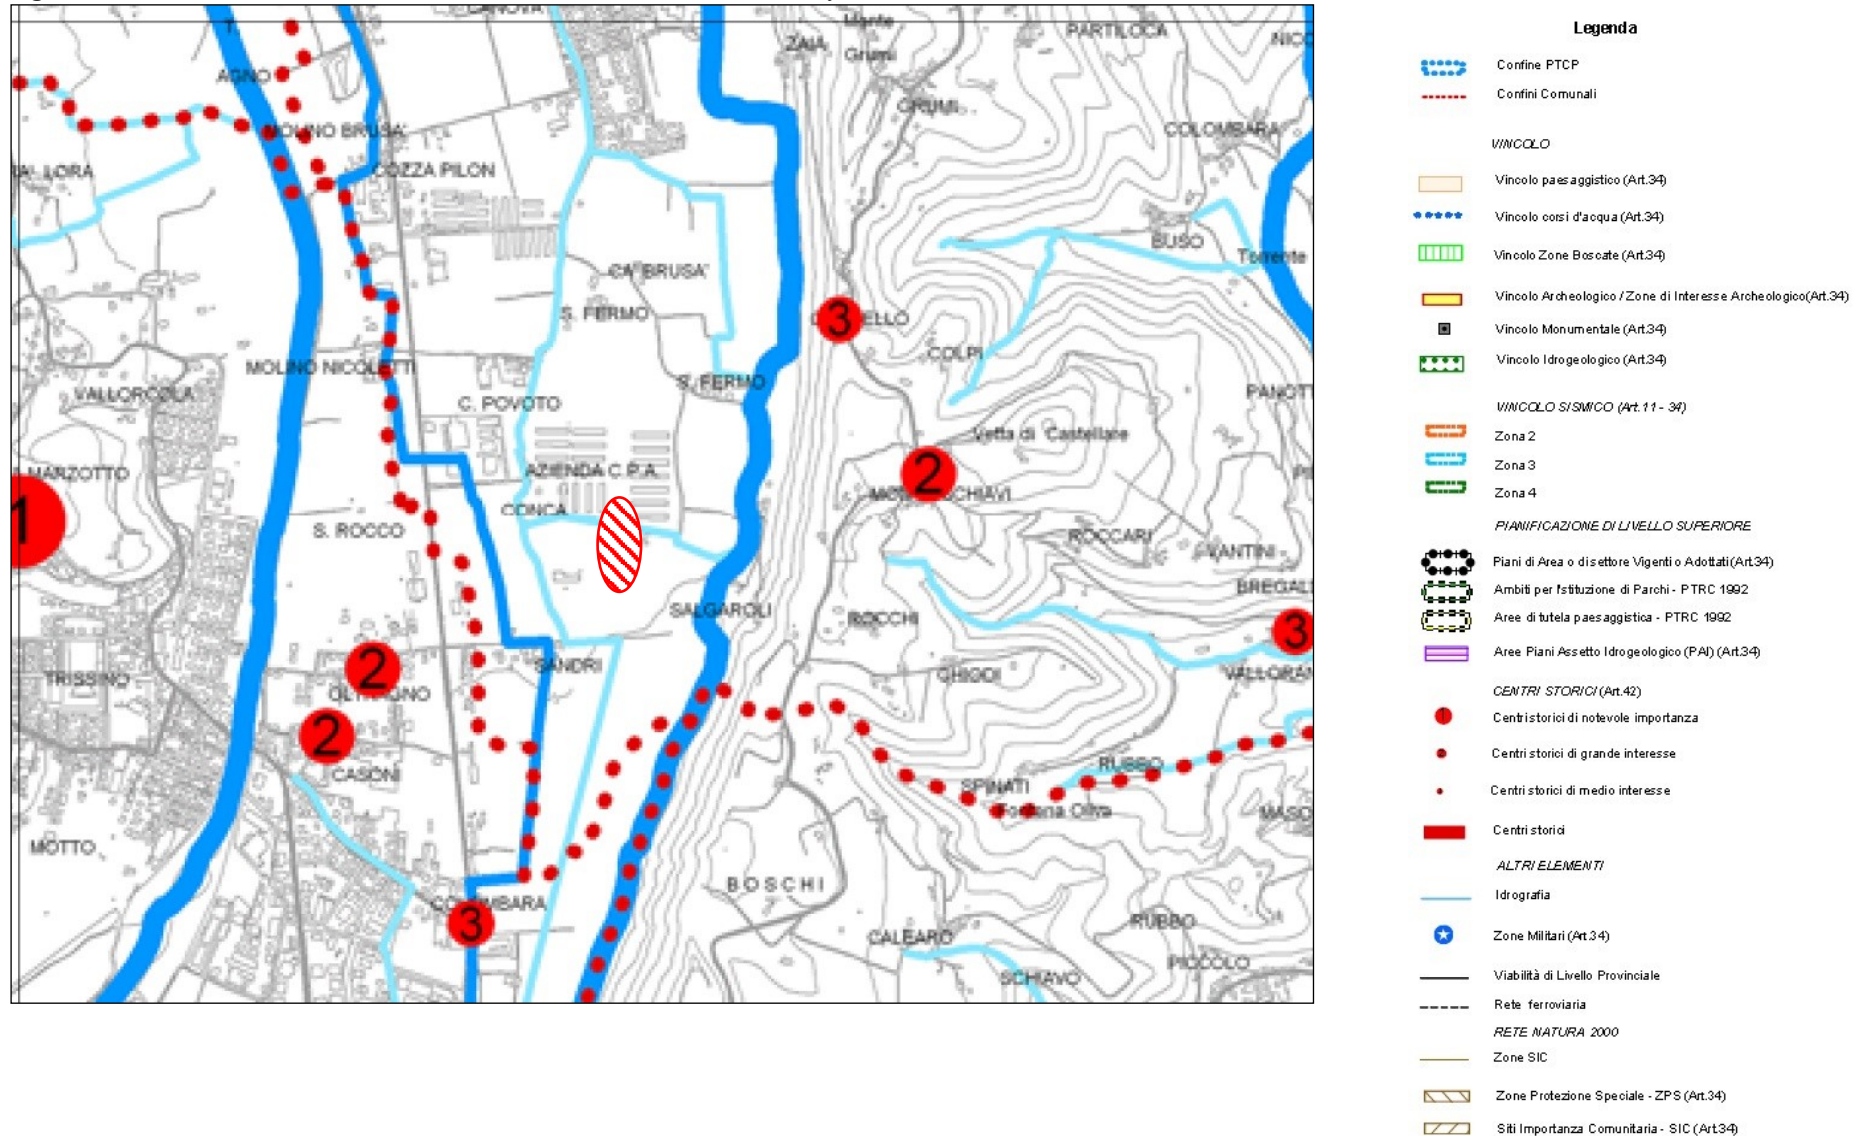 CANOVA
T.
ZAIA
Monte
Grumi
PARTILOCA
AGNO
GRUMI
MOLINO BRUSA'
COLOMBARA
LORA
COZZA PILON
BUSO
Torrente
CA' BRUSA'
S. FERMO
3
COLPI
MOLINO NICOLETTI
S. FERMO
VALLORCOLA
C. POVOTO
Vetta di Castellare
MARZOTTO
AZIENDA C.P.A.
2
1
CONCA
S. ROCCO
ROCCARI
VANTINI
SALGAROLI
ROCCHI
3
2
SANDRI
TRISSINO
GHIODI
2
CASONI
RUBBO
SPINATI
Fontana Oliva
MOTTO
BOSCHI
3
CALEARO
RUBBO
PICCOLO
SCHIAVO
Legenda
Confine PTCP
Confini Comunali
VINCOLO
Vincolo paesaggistico (Art.34)
Vincolo corsi d'acqua (Art.34)
Vincolo Zone Boscate (Art.34)
Vincolo Archeologico / Zone di Interesse Archeologico(Art.34)
Vincolo Monumentale (Art.34)
Vincolo Idrogeologico (Art.34)
VINCOLO SISMICO (Art.11 - 34)
Zona 2
Zona 3
Zona 4
PIANIFICAZIONE DI LIVELLO SUPERIORE
Piani di Area o di settore Vigenti o Adottati(Art.34)
Ambiti per l'stituzione di Parchi - PTRC 1992
Aree di tutela paesaggistica - PTRC 1992
Aree Piani Assetto Idrogeologico (PAI) (Art.34)
CENTRI STORICI (Art.42)
Centri storici di notevole importanza
Centri storici di grande interesse
Centri storici di medio interesse
Centri storici
ALTRI ELEMENTI
Idrografia
Zone Militari (Art.34)
Viabilità di Livello Provinciale
Rete ferroviaria
RETE NATURA 2000
Zone SIC
Zone Protezione Speciale - ZPS (Art.34)
Siti Importanza Comunitaria - SIC (Art.34)